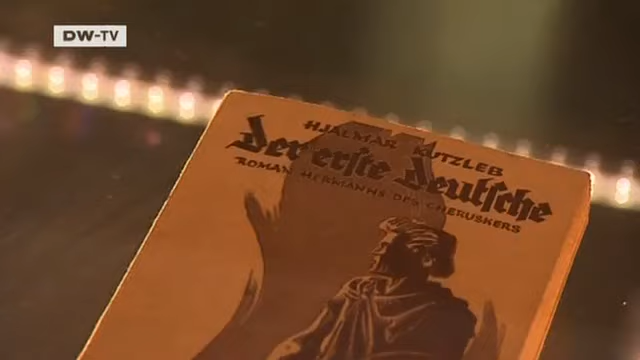 DW-TV
HJALMAR KUTZLEB
Der erste Deutsche
ROMAN HERMANNS DES CHERUSKERS